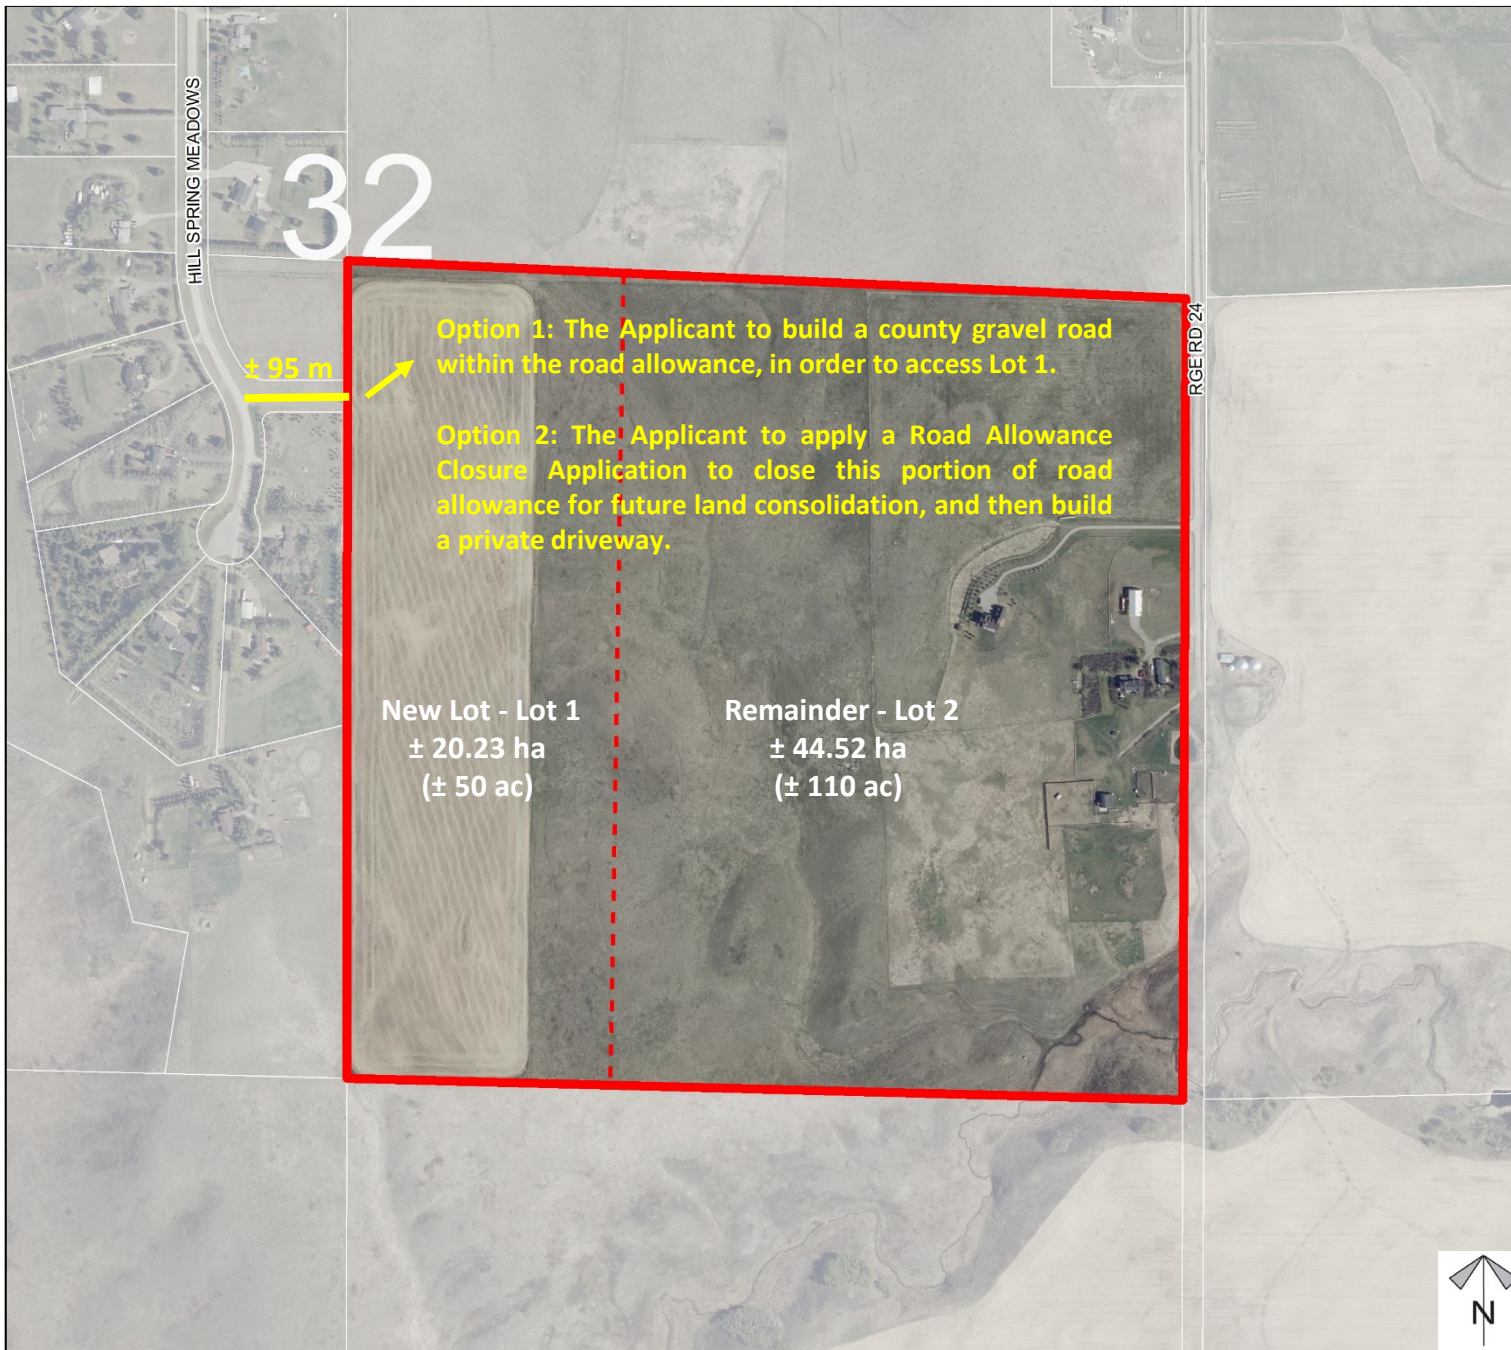 HILL SPRING MEADOWS
32
RGE RD 24
± 95 m
Option 1: The Applicant to build a county gravel road
within the road allowance, in order to access Lot 1.
Option 2: The Applicant to apply a Road Allowance
Closure Application to close this portion of road
allowance for future land consolidation, and then build
a private driveway.
New Lot - Lot 1
± 20.23 ha
(± 50 ac)
Remainder - Lot 2
± 44.52 ha
(± 110 ac)
N